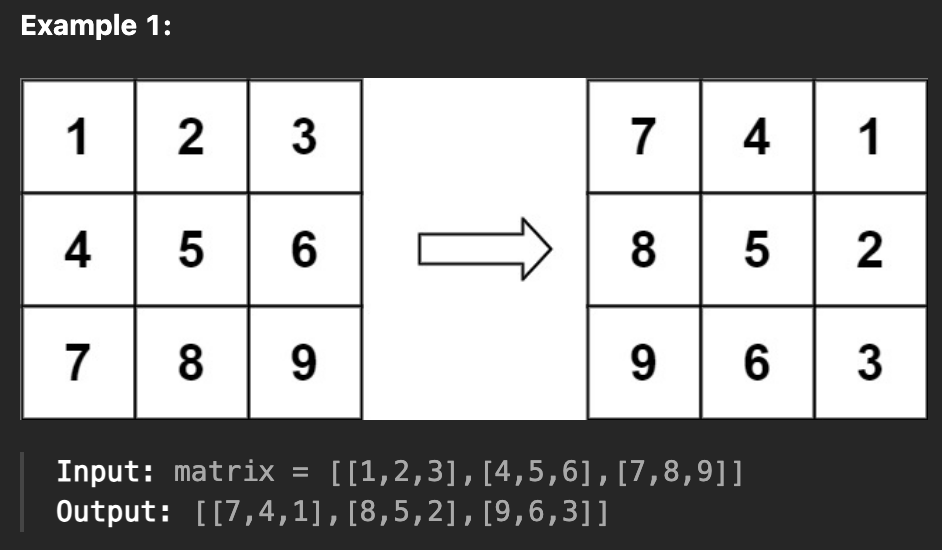 Example 1:
1 2 3 7 4 1
4 5 6 8 5 2
7 8 9 9 6 3
Input: matrix = [[1,2,3],[4,5,6],[7,8,9]]
Output: [[7,4,1],[8,5,2],[9,6,3]]